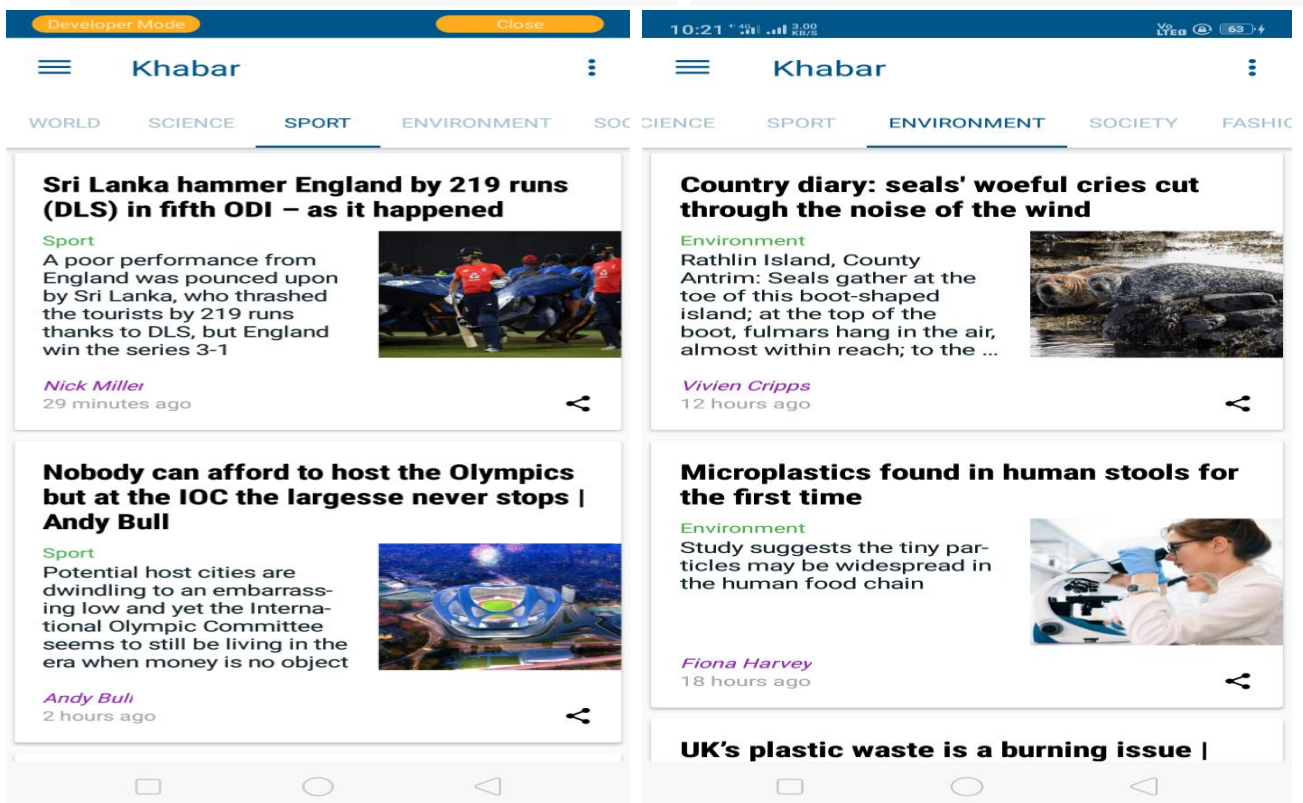 Developer Mode
Close
Khabar
WORLD SCIENCE SPORT ENVIRONMENT SOC
Sri Lanka hammer England by 219 runs
(DLS) in fifth ODI – as it happened
Sport
A poor performance from
England was pounced upon
by Sri Lanka, who thrashed
the tourists by 219 runs
thanks to DLS, but England
win the series 3-1
Nick Miller
29 minutes ago
Nobody can afford to host the Olympics
but at the IOC the largesse never stops |
Andy Bull
Sport
Potential host cities are
dwindling to an embarrass-
ing low and yet the Interna-
tional Olympic Committee
seems to still be living in the
era when money is no object
Andy Bull
2 hours ago
10:21 4G 3.00 KB/S Vo LTE 63
Khabar
CIENCE SPORT ENVIRONMENT SOCIETY FASHIO
Country diary: seals' woeful cries cut
through the noise of the wind
Environment
Rathlin Island, County
Antrim: Seals gather at the
toe of this boot-shaped
island; at the top of the
boot, fulmars hang in the air,
almost within reach; to the ...
Vivien Cripps
12 hours ago
Microplastics found in human stools for
the first time
Environment
Study suggests the tiny par-
ticles may be widespread in
the human food chain
Fiona Harvey
18 hours ago
UK's plastic waste is a burning issue |